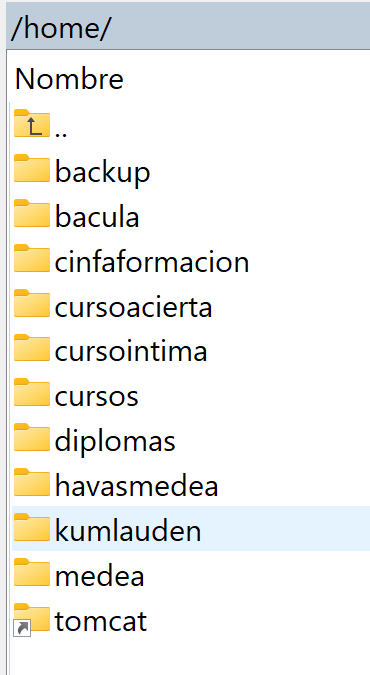 /home/
Nombre
..
backup
bacula
cinfaformacion
cursoacierta
cursointima
cursos
diplomas
havasmedea
kumlauden
medea
tomcat